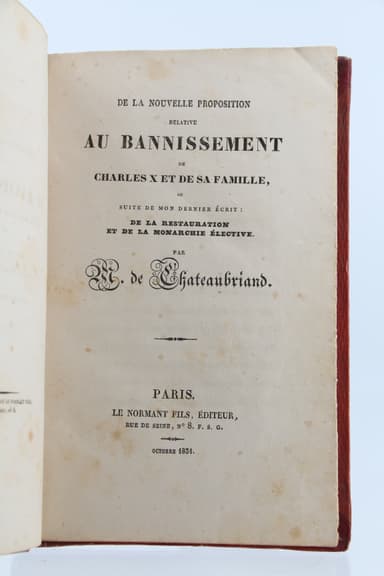 DE LA NOUVELLE PROPOSITION
RELATIVE
AU BANNISSEMENT
DE
CHARLES X ET DE SA FAMILLE,
OU
SUITE DE MON DERNIER ÉCRIT :
DE LA RESTAURATION
ET DE LA MONARCHIE ÉLECTIVE.
PAR
M. de Chateaubriand.
PARIS.
LE NORMANT FILS, ÉDITEUR,
RUE DE SEINE, Nº 8. F. S. G.
OCTOBRE 1831.